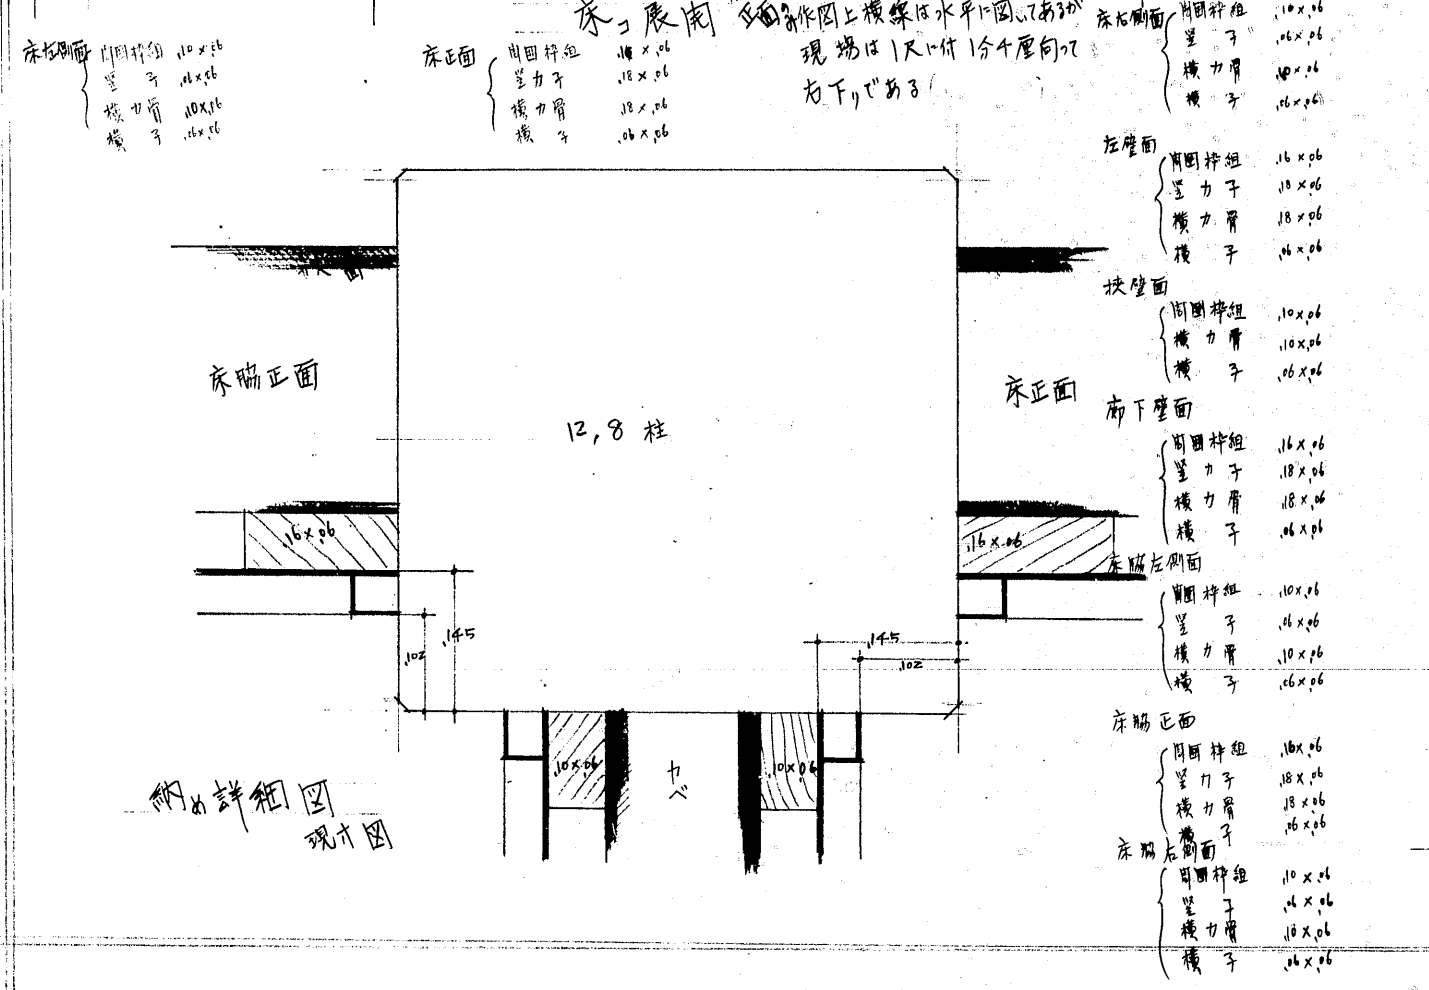 床コ展開
正面の作図上横線は水平に図してあるが
現場は1尺に付1分千厘向って
右下りである
床左側面
周囲枠組 .10×.06
竪子 .06×.06
横力骨 .10×.06
横子 .06×.06
床正面
周囲枠組 .16×.06
竪力子 .18×.06
横力骨 .18×.06
横子 .06×.06
床右側面
周囲枠組 .10×.06
竪子 .06×.06
横力骨 .10×.06
横子 .06×.06
左壁面
周囲枠組 .16×.06
竪力子 .18×.06
横力骨 .18×.06
横子 .06×.06
挟壁面
周囲枠組 .10×.06
横力骨 .10×.06
横子 .06×.06
廊下壁面
周囲枠組 .16×.06
竪力子 .18×.06
横力骨 .18×.06
横子 .06×.06
床脇左側面
周囲枠組 .10×.06
竪子 .06×.06
横力骨 .10×.06
横子 .06×.06
床脇正面
周囲枠組 .16×.06
竪力子 .18×.06
横力骨 .18×.06
横子 .06×.06
床脇右側面
周囲枠組 .10×.06
竪子 .06×.06
横力骨 .10×.06
横子 .06×.06
床脇正面
12,8 柱
床正面
.16×.06
.16×.06
.145
.102
.145
.102
.10×.06
カベ
.10×.06
納め詳細図
現寸図